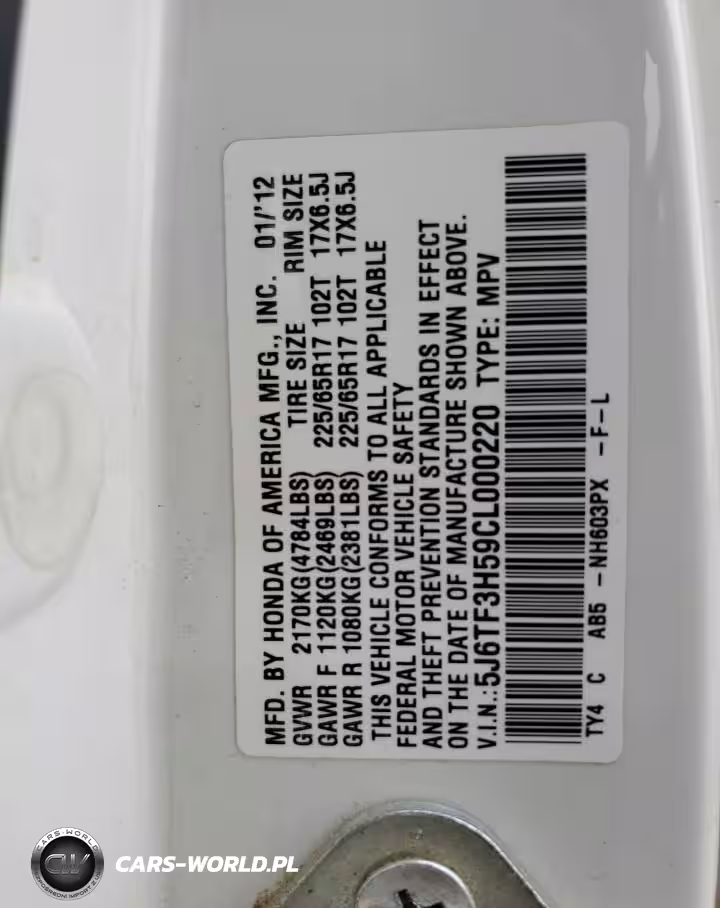 MFD. BY HONDA OF AMERICA MFG., INC. 01/'12
GVWR 2170KG(4784LBS) TIRE SIZE RIM SIZE
GAWR F 1120KG(2469LBS) 225/65R17 102T 17X6.5J
GAWR R 1080KG(2381LBS) 225/65R17 102T 17X6.5J
THIS VEHICLE CONFORMS TO ALL APPLICABLE
FEDERAL MOTOR VEHICLE SAFETY
AND THEFT PREVENTION STANDARDS IN EFFECT
ON THE DATE OF MANUFACTURE SHOWN ABOVE.
V.I.N.:5J6TF3H59CL000220 TYPE: MPV
TY4 C AB5 -NH603PX -F-L
CARS-WORLD
CW
CARS-WORLD.PL